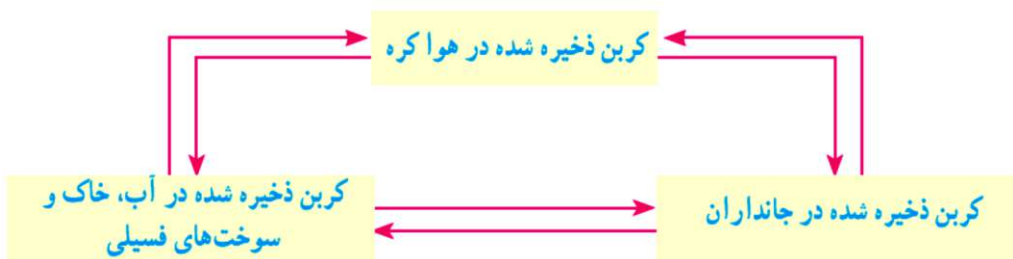 کربن ذخیره شده در هوا کره
کربن ذخیره شده در جانداران
کربن ذخیره شده در آب، خاک و
سوخت‌های فسیلی